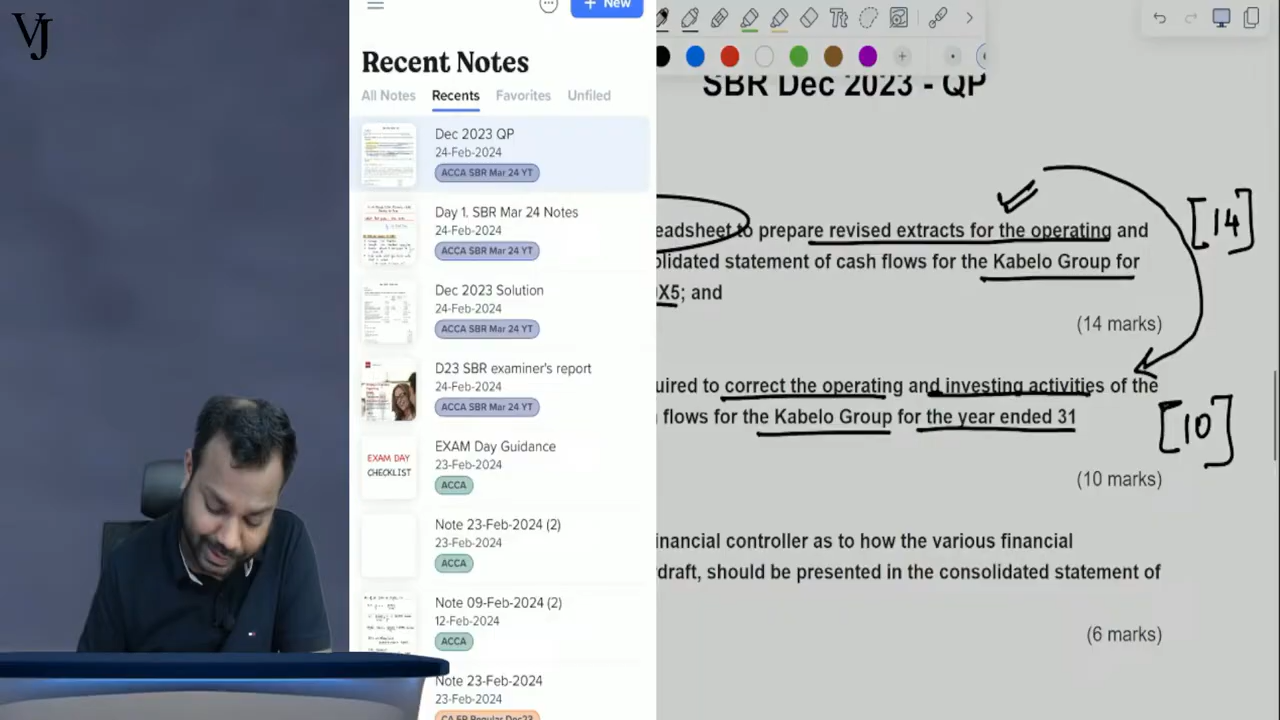 VJ
New
Recent Notes
All Notes Recents Favorites Unfiled
Dec 2023 QP
24-Feb-2024
ACCA SBR Mar 24 YT
Day 1. SBR Mar 24 Notes
24-Feb-2024
ACCA SBR Mar 24 YT
Dec 2023 Solution
24-Feb-2024
ACCA SBR Mar 24 YT
D23 SBR examiner's report
24-Feb-2024
ACCA SBR Mar 24 YT
EXAM DAY
CHECKLIST
EXAM Day Guidance
23-Feb-2024
ACCA
Note 23-Feb-2024 (2)
23-Feb-2024
ACCA
Note 09-Feb-2024 (2)
12-Feb-2024
ACCA
Note 23-Feb-2024
23-Feb-2024
CA FR Regular Dec23
Tt
SBR Dec 2023 - QP
eadsheet to prepare revised extracts for the operating and
[14]
olidated statement of cash flows for the Kabelo Group for
X5; and
(14 marks)
uired to correct the operating and investing activities of the
flows for the Kabelo Group for the year ended 31
[10]
(10 marks)
inancial controller as to how the various financial
draft, should be presented in the consolidated statement of
(6 marks)